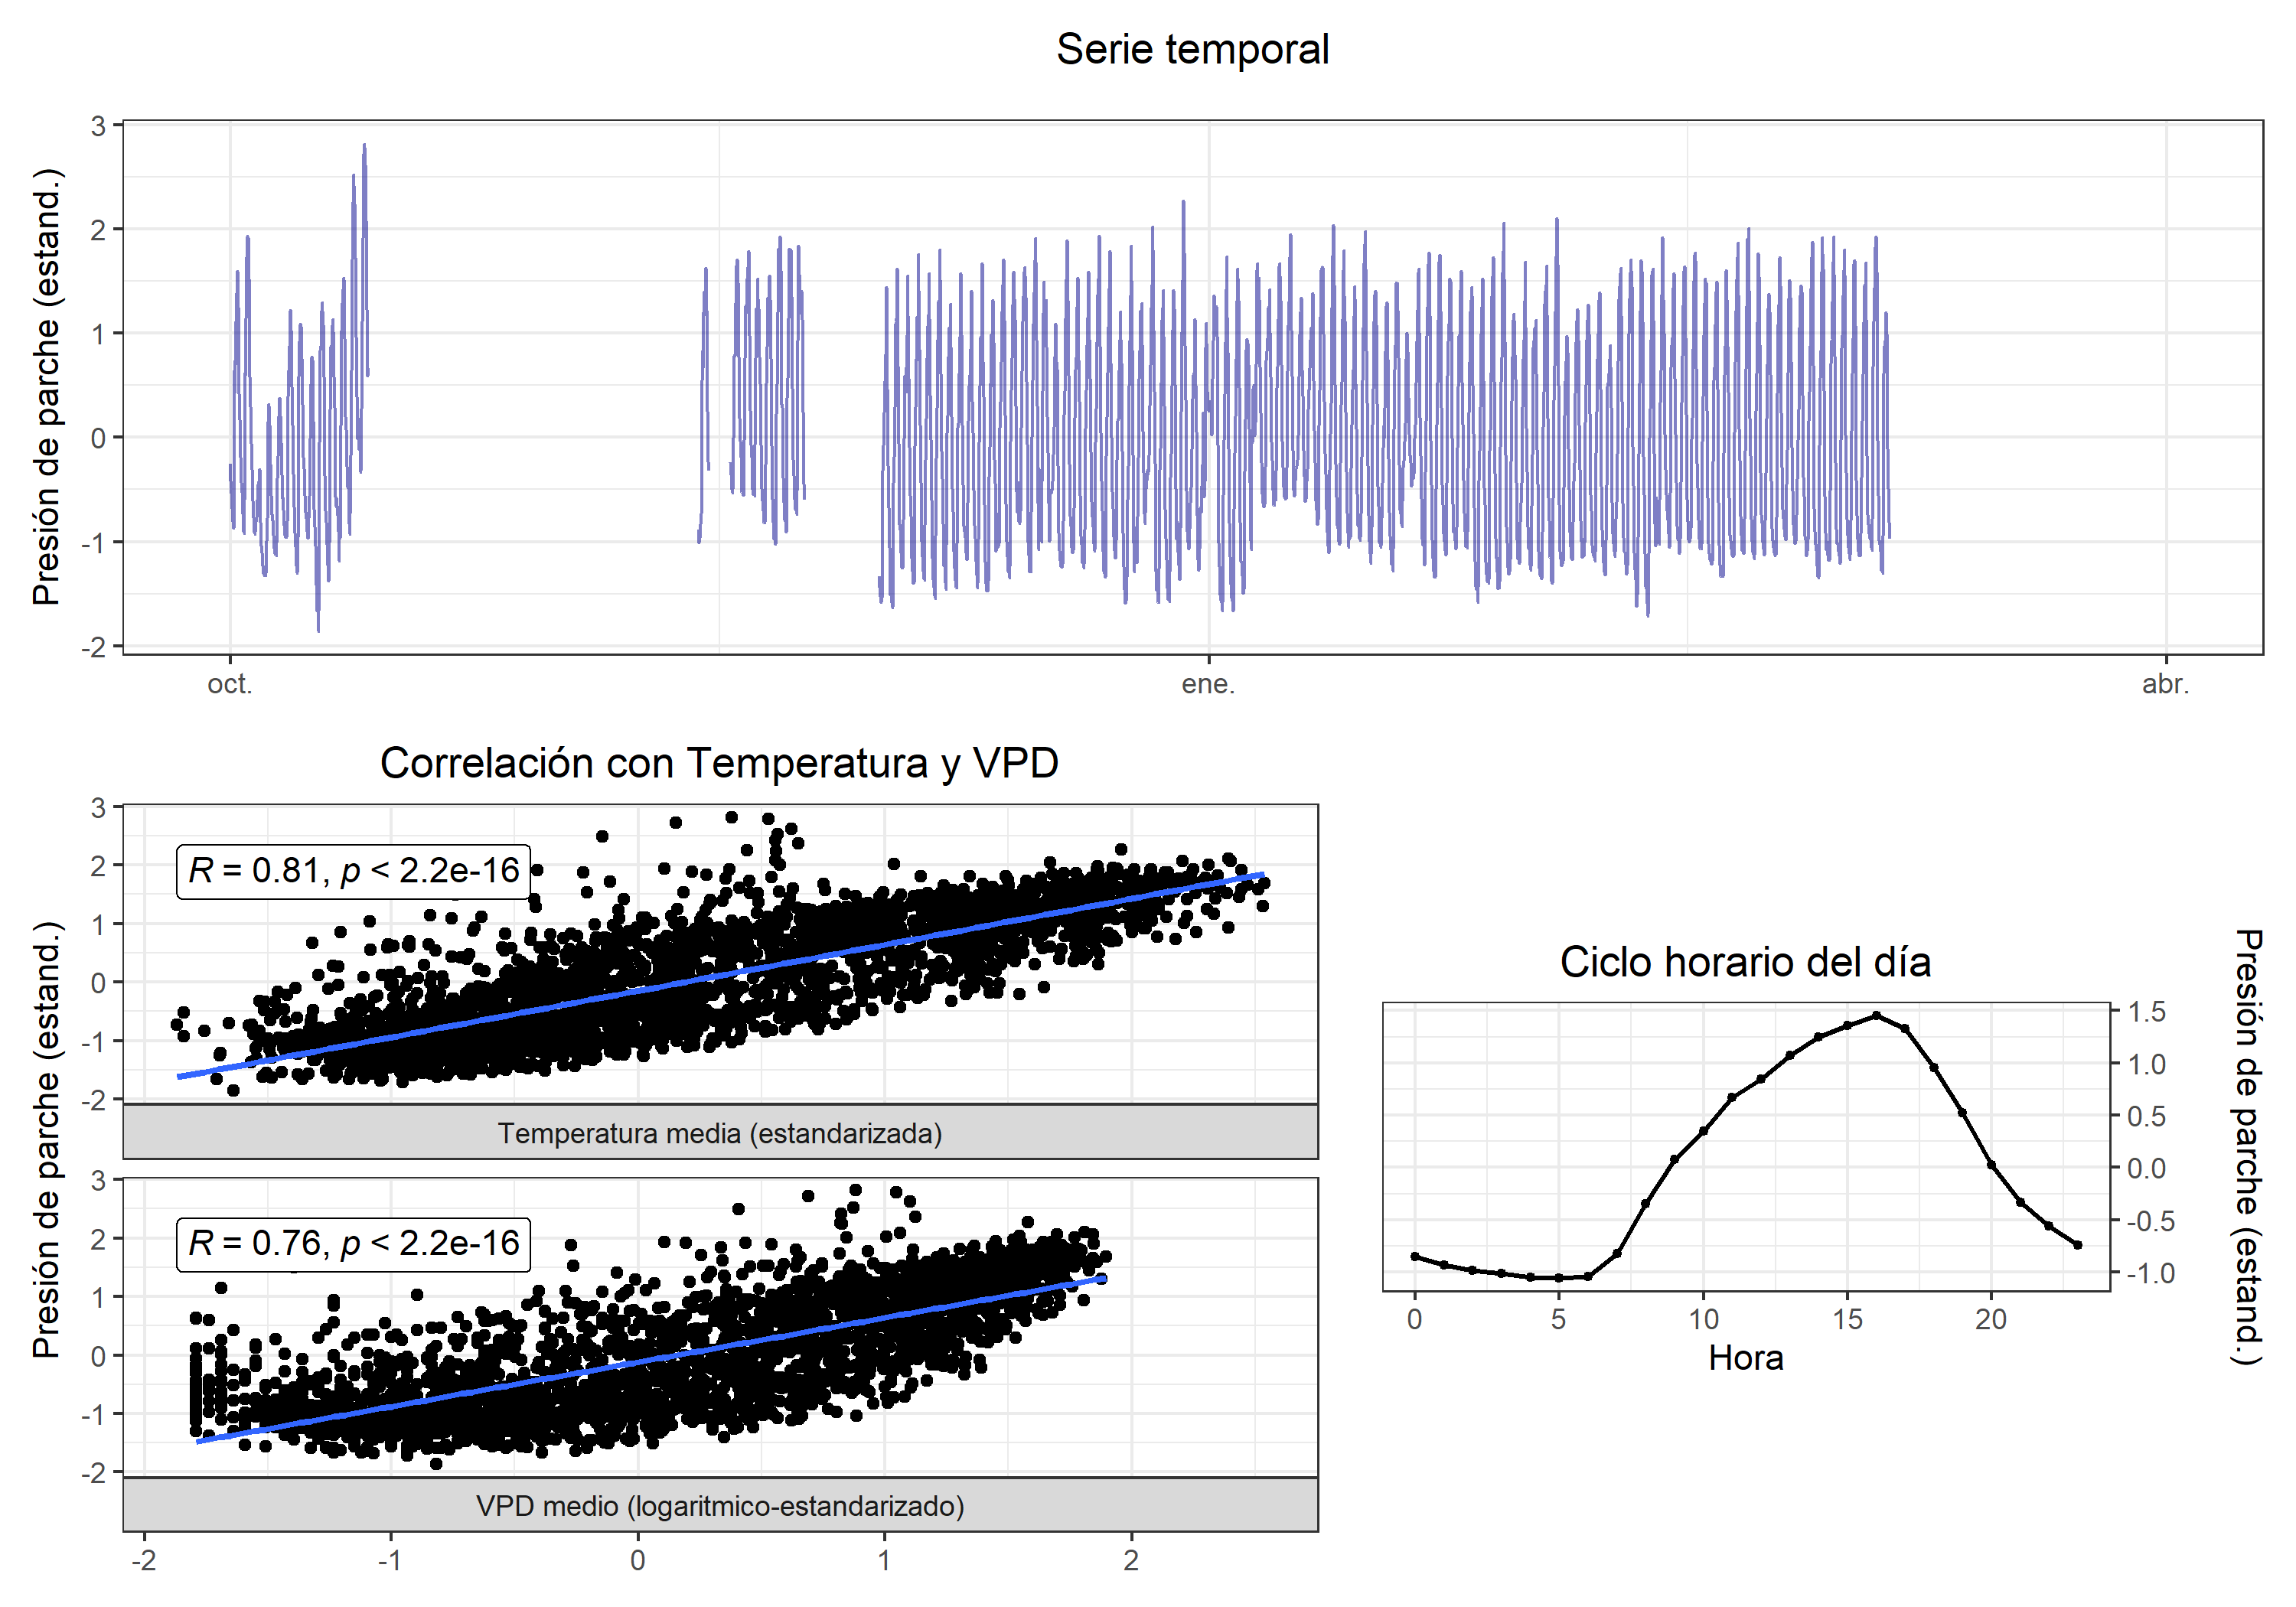 Serie temporal
Presión de parche (estand.)
3
2
1
0
-1
-2
oct.
ene.
abr.
Correlación con Temperatura y VPD
Presión de parche (estand.)
3
2
1
0
-1
-2
R = 0.81, p < 2.2e-16
Temperatura media (estandarizada)
3
2
1
0
-1
-2
R = 0.76, p < 2.2e-16
VPD medio (logaritmico-estandarizado)
-2
-1
0
1
2
Ciclo horario del día
1.5
1.0
0.5
0.0
-0.5
-1.0
Presión de parche (estand.)
0
5
10
15
20
Hora